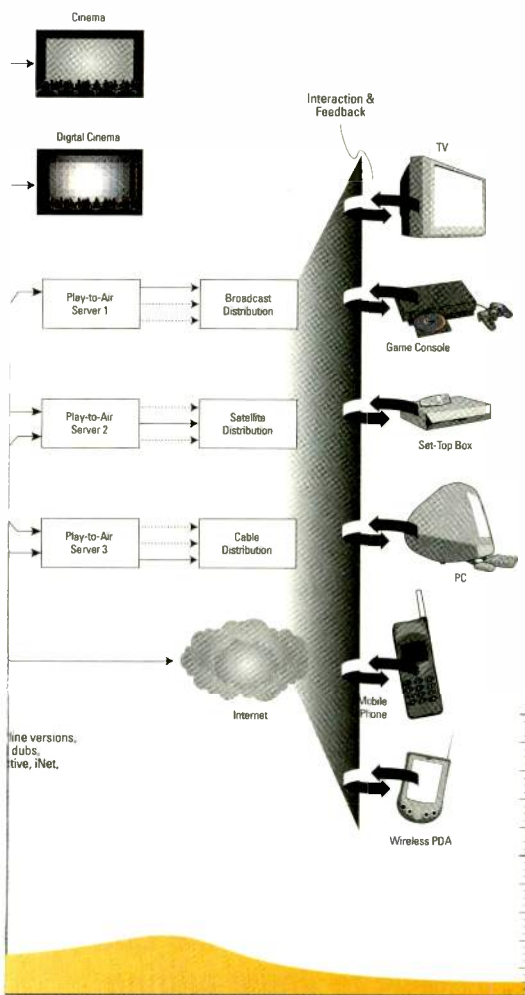 Cinema
Digital Cinema
Interaction &
Feedback
TV
Play-to-Air
Server 1
Broadcast
Distribution
Game Console
Play-to-Air
Server 2
Satellite
Distribution
Set-Top Box
Play-to-Air
Server 3
Cable
Distribution
PC
Internet
Mobile
Phone
line versions,
dubs,
tive, iNet,
Wireless PDA